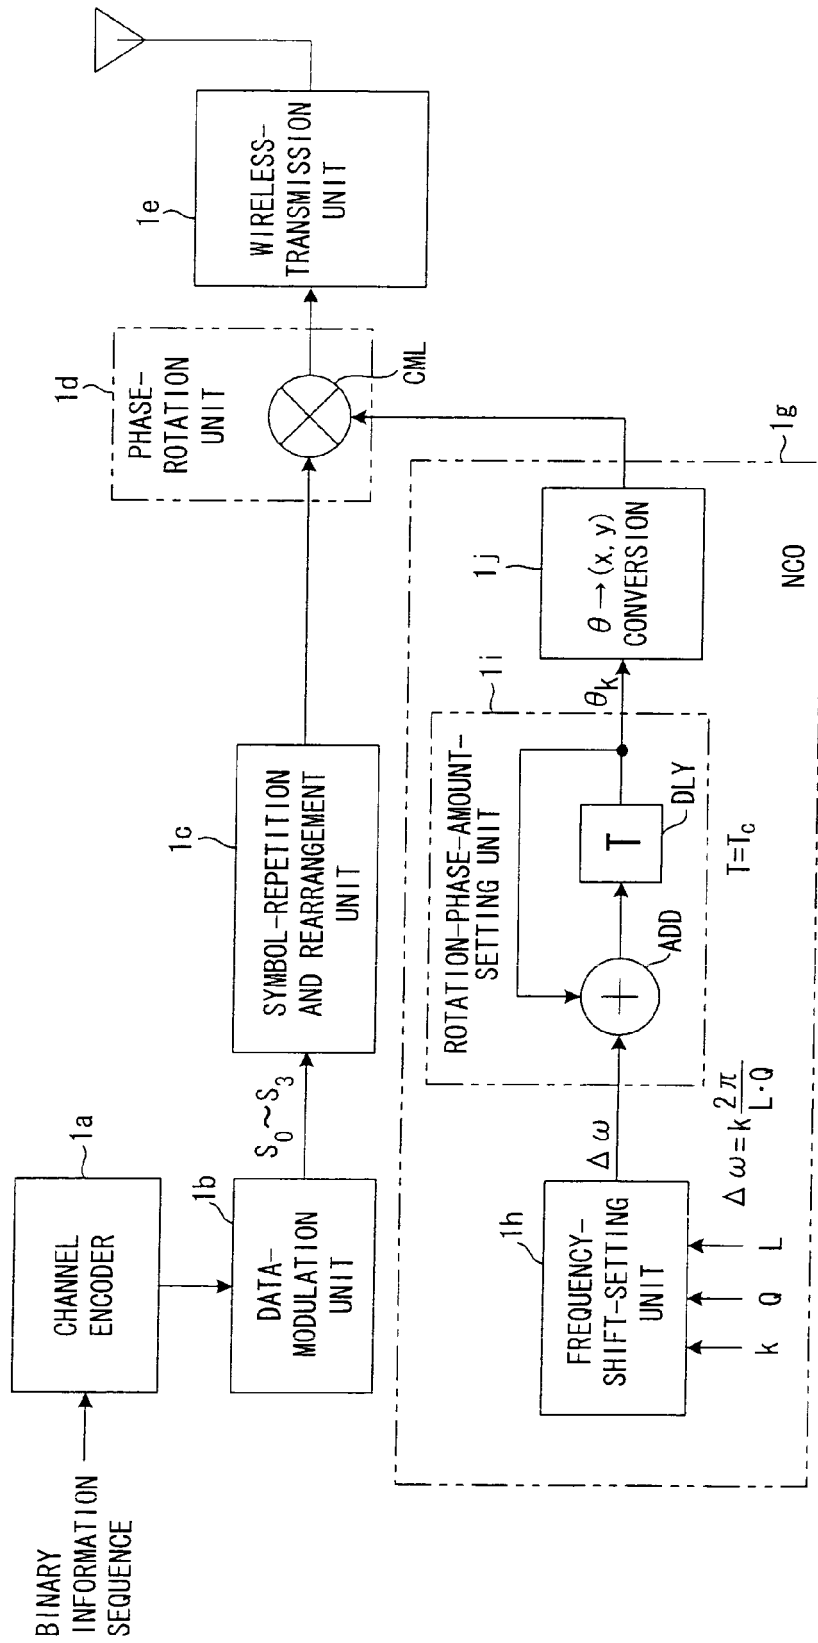 BINARY
INFORMATION
SEQUENCE
CHANNEL
ENCODER
1a
DATA-
MODULATION
UNIT
1b
S0~S3
SYMBOL-REPETITION
AND REARRANGEMENT
UNIT
1c
PHASE-
ROTATION
UNIT
1d
CML
WIRELESS-
TRANSMISSION
UNIT
1e
FREQUENCY-
SHIFT-SETTING
UNIT
1h
k
Q
L
Δω
Δω=k 2π/L·Q
ROTATION-PHASE-AMOUNT-
SETTING UNIT
1i
+
ADD
T
DLY
T=Tc
θk
θ→(x, y)
CONVERSION
1j
NCO
1g